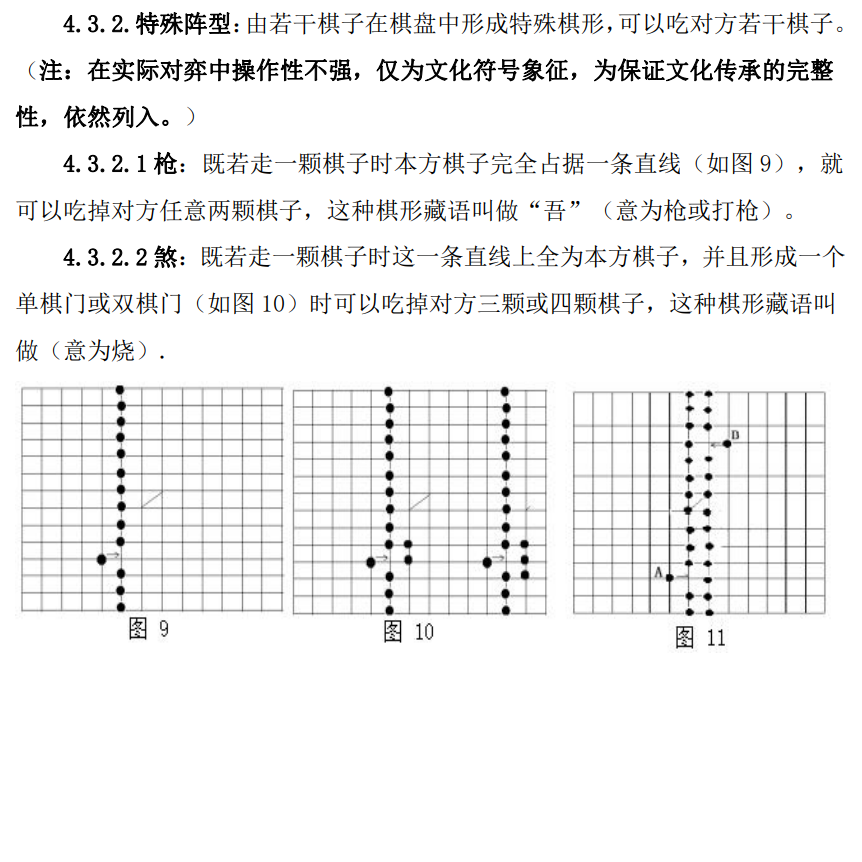 4.3.2.特殊阵型:由若干棋子在棋盘中形成特殊棋形,可以吃对方若干棋子。
(注:在实际对弈中操作性不强,仅为文化符号象征,为保证文化传承的完整
性,依然列入。)
4.3.2.1枪:既若走一颗棋子时本方棋子完全占据一条直线(如图9),就
可以吃掉对方任意两颗棋子,这种棋形藏语叫做“吾”(意为枪或打枪)。
4.3.2.2煞:既若走一颗棋子时这一条直线上全为本方棋子,并且形成一个
单棋门或双棋门(如图10)时可以吃掉对方三颗或四颗棋子,这种棋形藏语叫
做(意为烧).
B
A
图 9
图 10
图 11